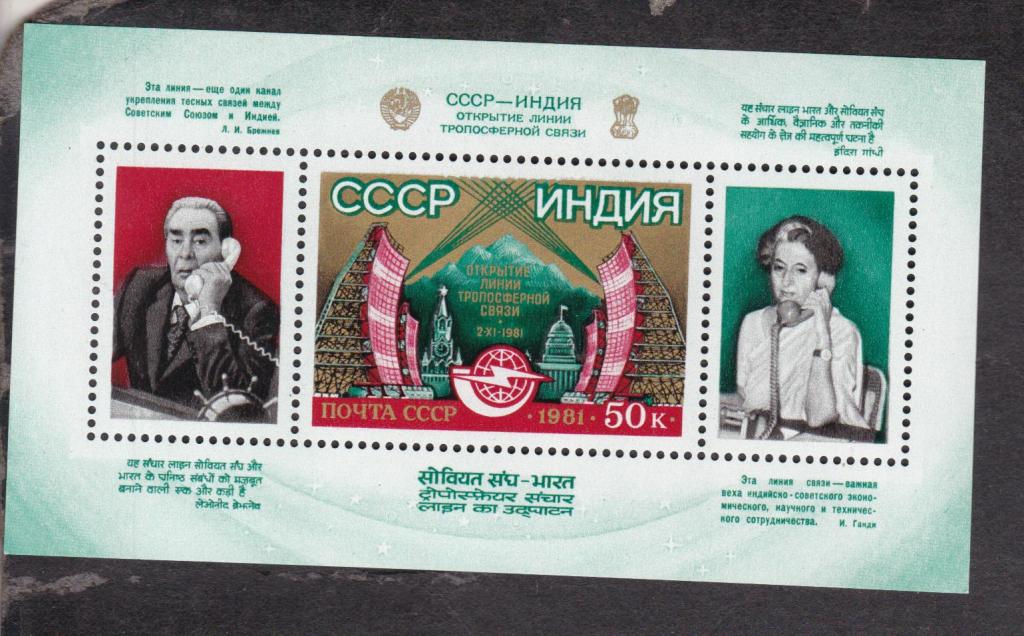 Эта линия — еще один канал
укрепления тесных связей между
Советским Союзом и Индией.
Л. И. Брежнев
СССР—ИНДИЯ
ОТКРЫТИЕ ЛИНИИ
ТРОПОСФЕРНОЙ СВЯЗИ
यह संचार लाइन भारत और सोवियत संघ
के आर्थिक, वैज्ञानिक और तकनीकी
सहयोग के क्षेत्र की महत्वपूर्ण घटना है
इंदिरा गांधी
СССР ИНДИЯ
ОТКРЫТИЕ
ЛИНИИ
ТРОПОСФЕРНОЙ
СВЯЗИ
2·XI·1981
ПОЧТА СССР ·1981· 50 к·
यह संचार लाइन सोवियत संघ और
भारत के घनिष्ठ संबंधों को मज़बूत
बनाने वाली एक और कड़ी है
लेओनीद ब्रेझ्नेव
सोवियत संघ-भारत
ट्रोपोस्फ़ेयर संचार
लाइन का उद्घाटन
Эта линия связи — важная
веха индийско-советского эконо-
мического, научного и техничес-
кого сотрудничества. И. Ганди